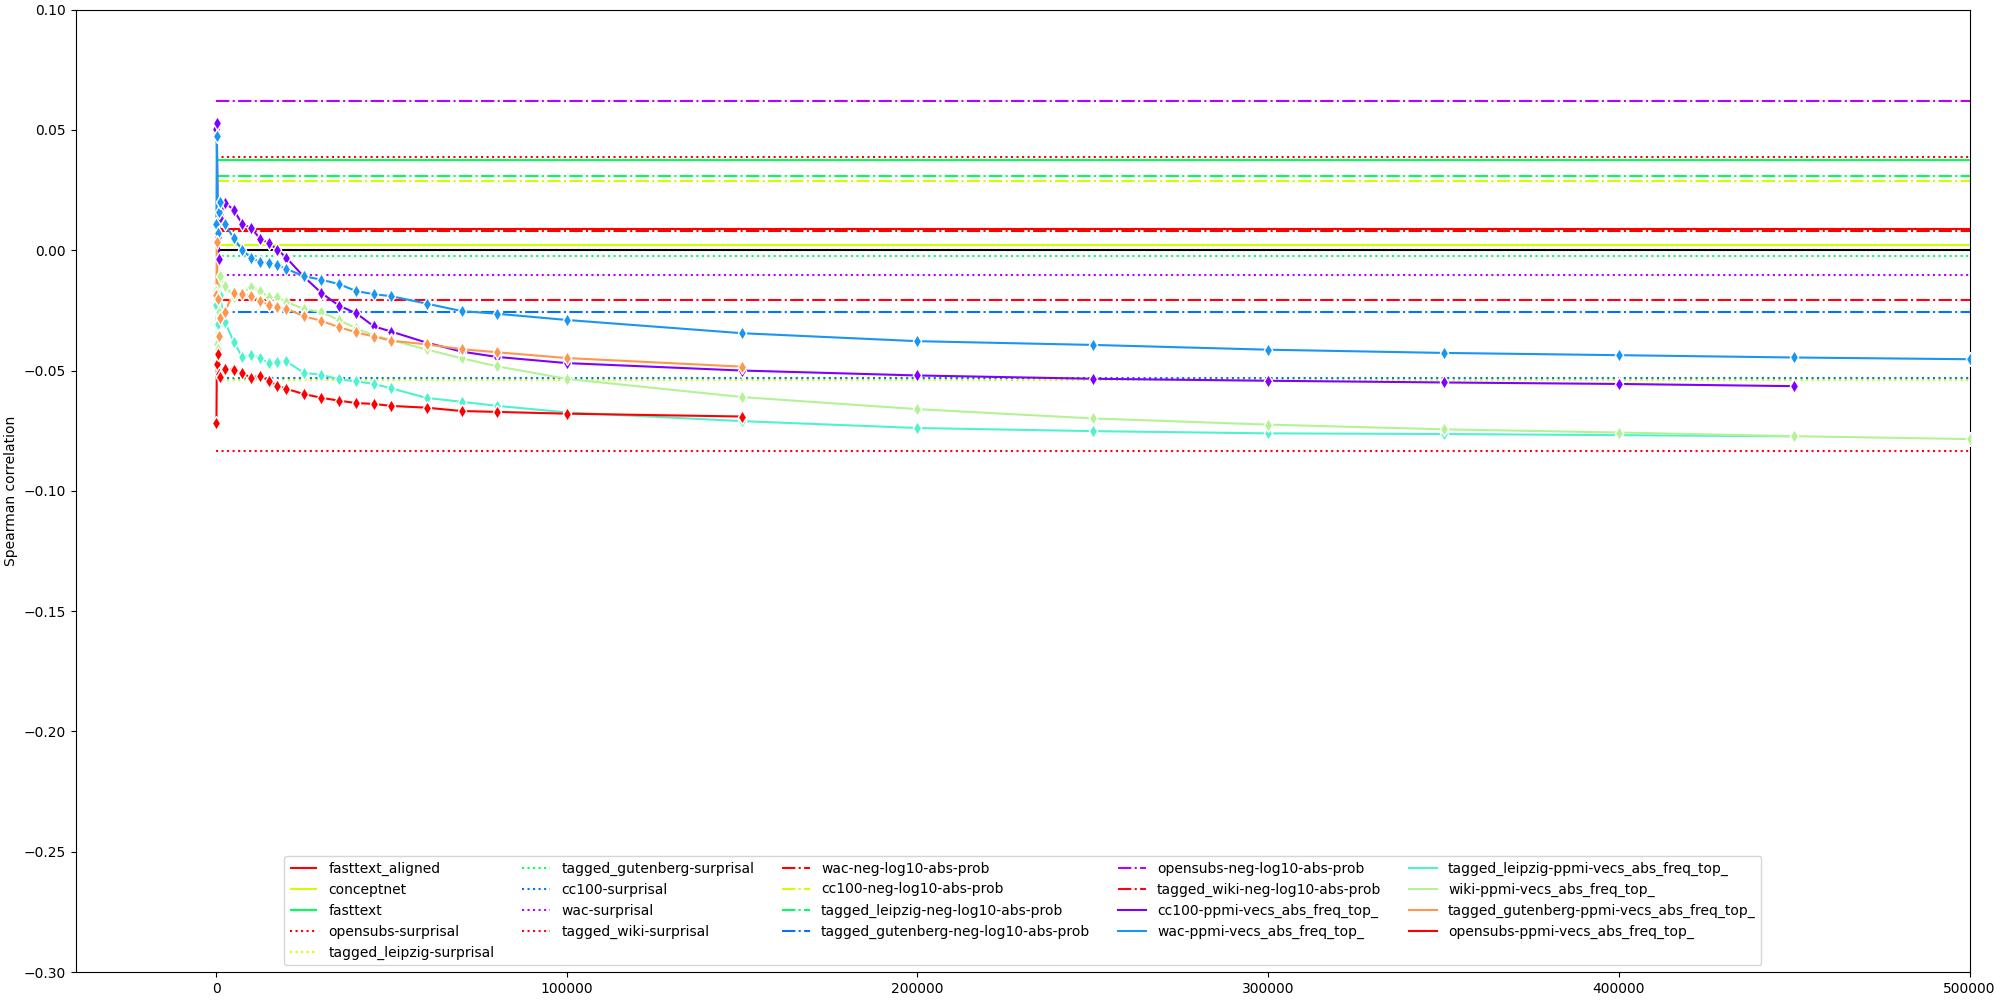 0.10
0.05
0.00
−0.05
−0.10
−0.15
−0.20
−0.25
−0.30
Spearman correlation
fasttext_aligned
conceptnet
fasttext
opensubs-surprisal
tagged_leipzig-surprisal
tagged_gutenberg-surprisal
cc100-surprisal
wac-surprisal
tagged_wiki-surprisal
wac-neg-log10-abs-prob
cc100-neg-log10-abs-prob
tagged_leipzig-neg-log10-abs-prob
tagged_gutenberg-neg-log10-abs-prob
opensubs-neg-log10-abs-prob
tagged_wiki-neg-log10-abs-prob
cc100-ppmi-vecs_abs_freq_top_
wac-ppmi-vecs_abs_freq_top_
tagged_leipzig-ppmi-vecs_abs_freq_top_
wiki-ppmi-vecs_abs_freq_top_
tagged_gutenberg-ppmi-vecs_abs_freq_top_
opensubs-ppmi-vecs_abs_freq_top_
0 100000 200000 300000 400000 500000